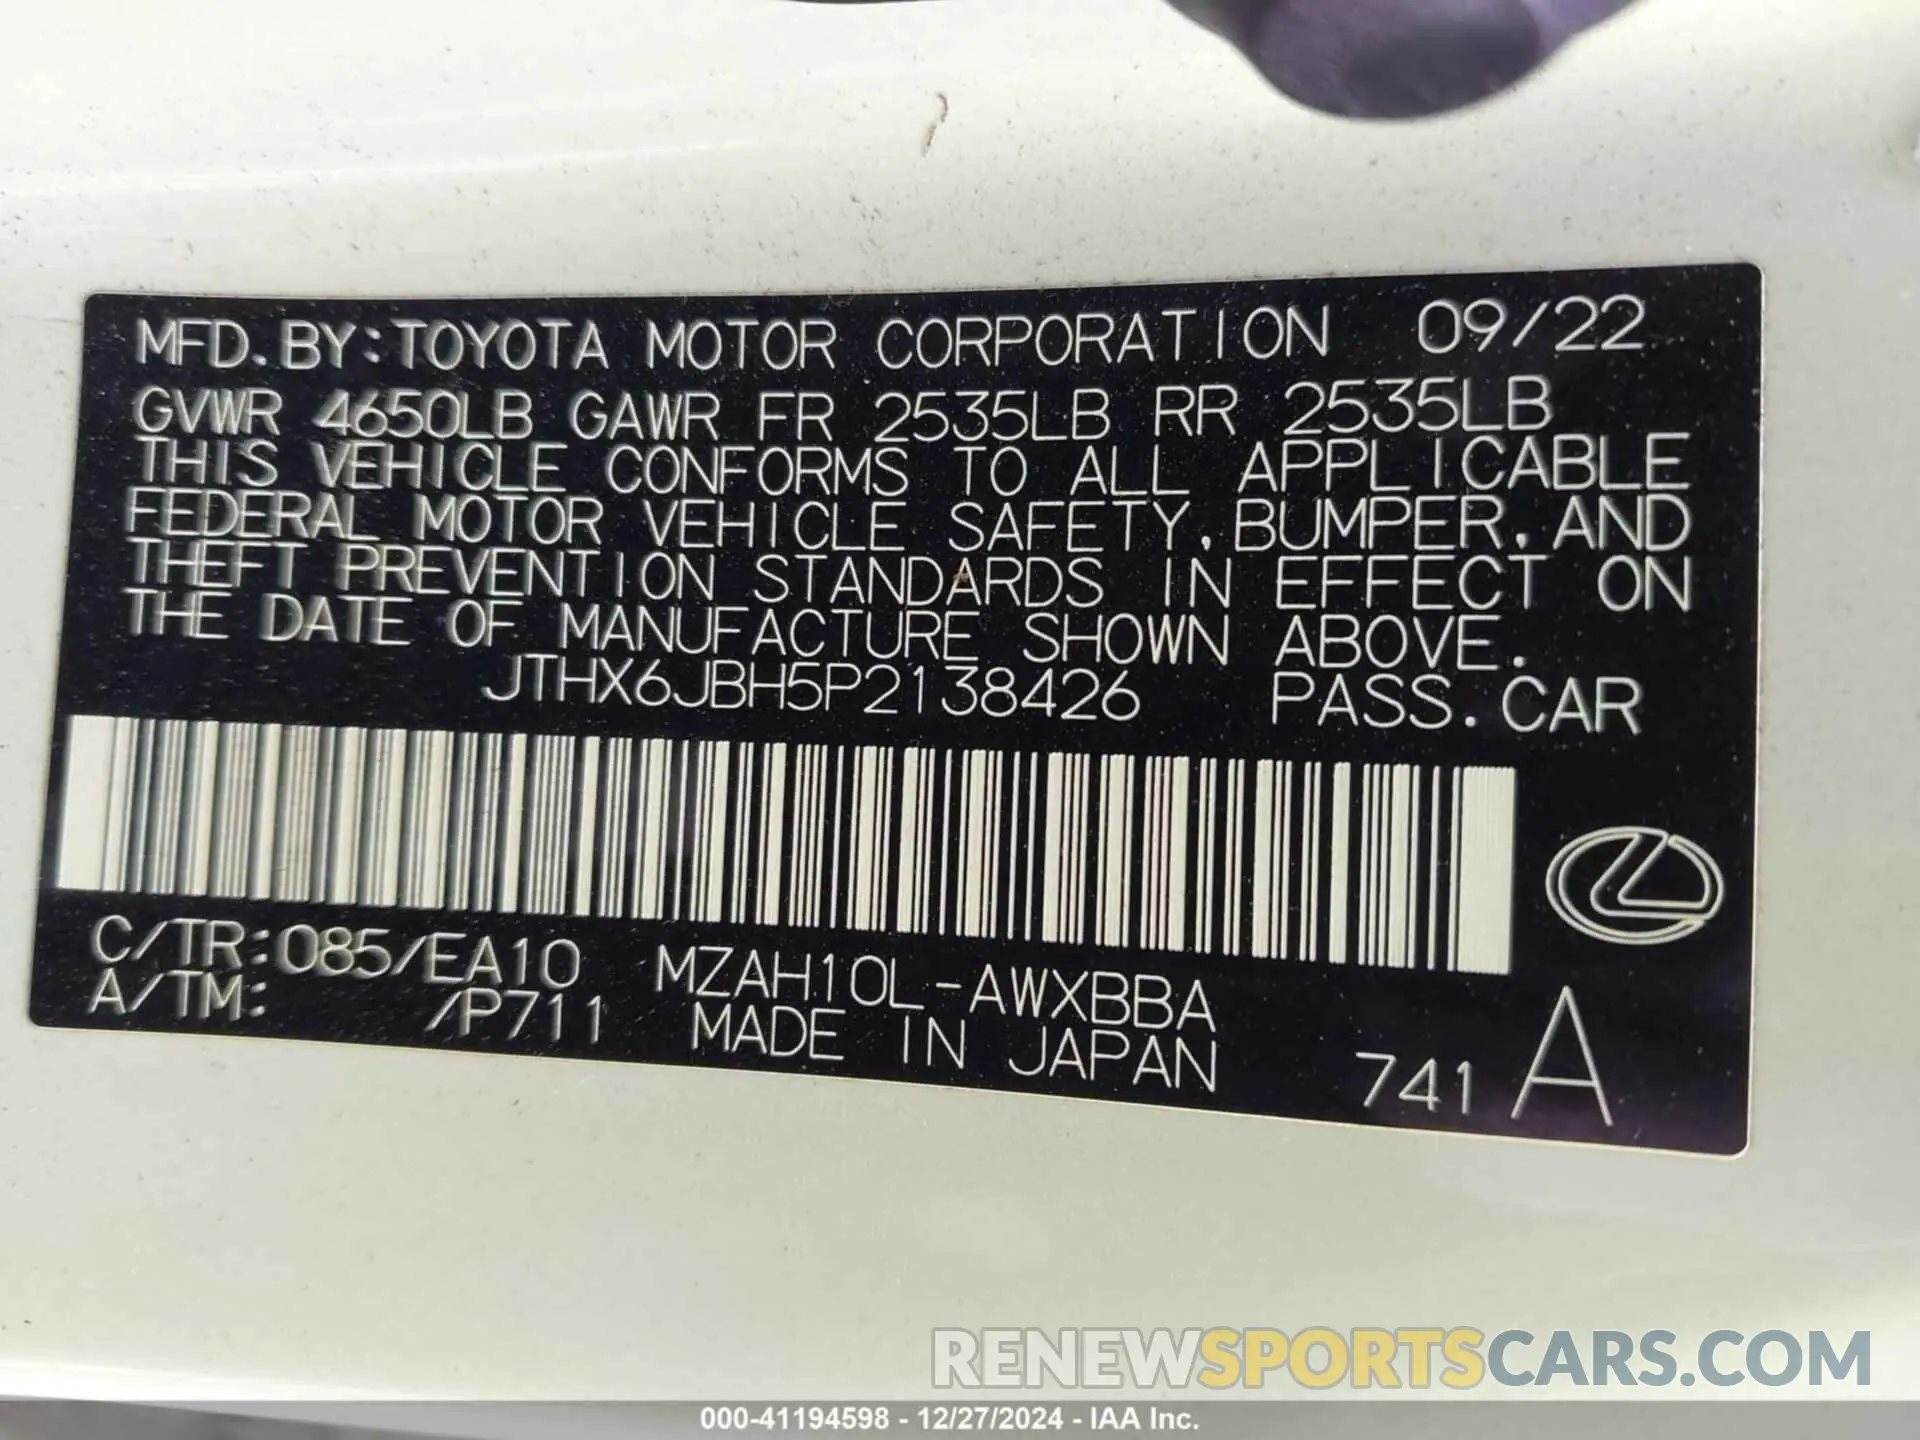 MFD.BY:TOYOTA MOTOR CORPORATION 09/22
GVWR 4650LB GAWR FR 2535LB RR 2535LB
THIS VEHICLE CONFORMS TO ALL APPLICABLE
FEDERAL MOTOR VEHICLE SAFETY,BUMPER,AND
THEFT PREVENTION STANDARDS IN EFFECT ON
THE DATE OF MANUFACTURE SHOWN ABOVE.
JTHX6JBH5P2138426 PASS.CAR
C/TR:085/EA10 MZAH10L-AWXBBA
A/TM: /P711 MADE IN JAPAN
741 A
RENEWSPORTSCARS.COM
000-41194598 - 12/27/2024 - IAA Inc.